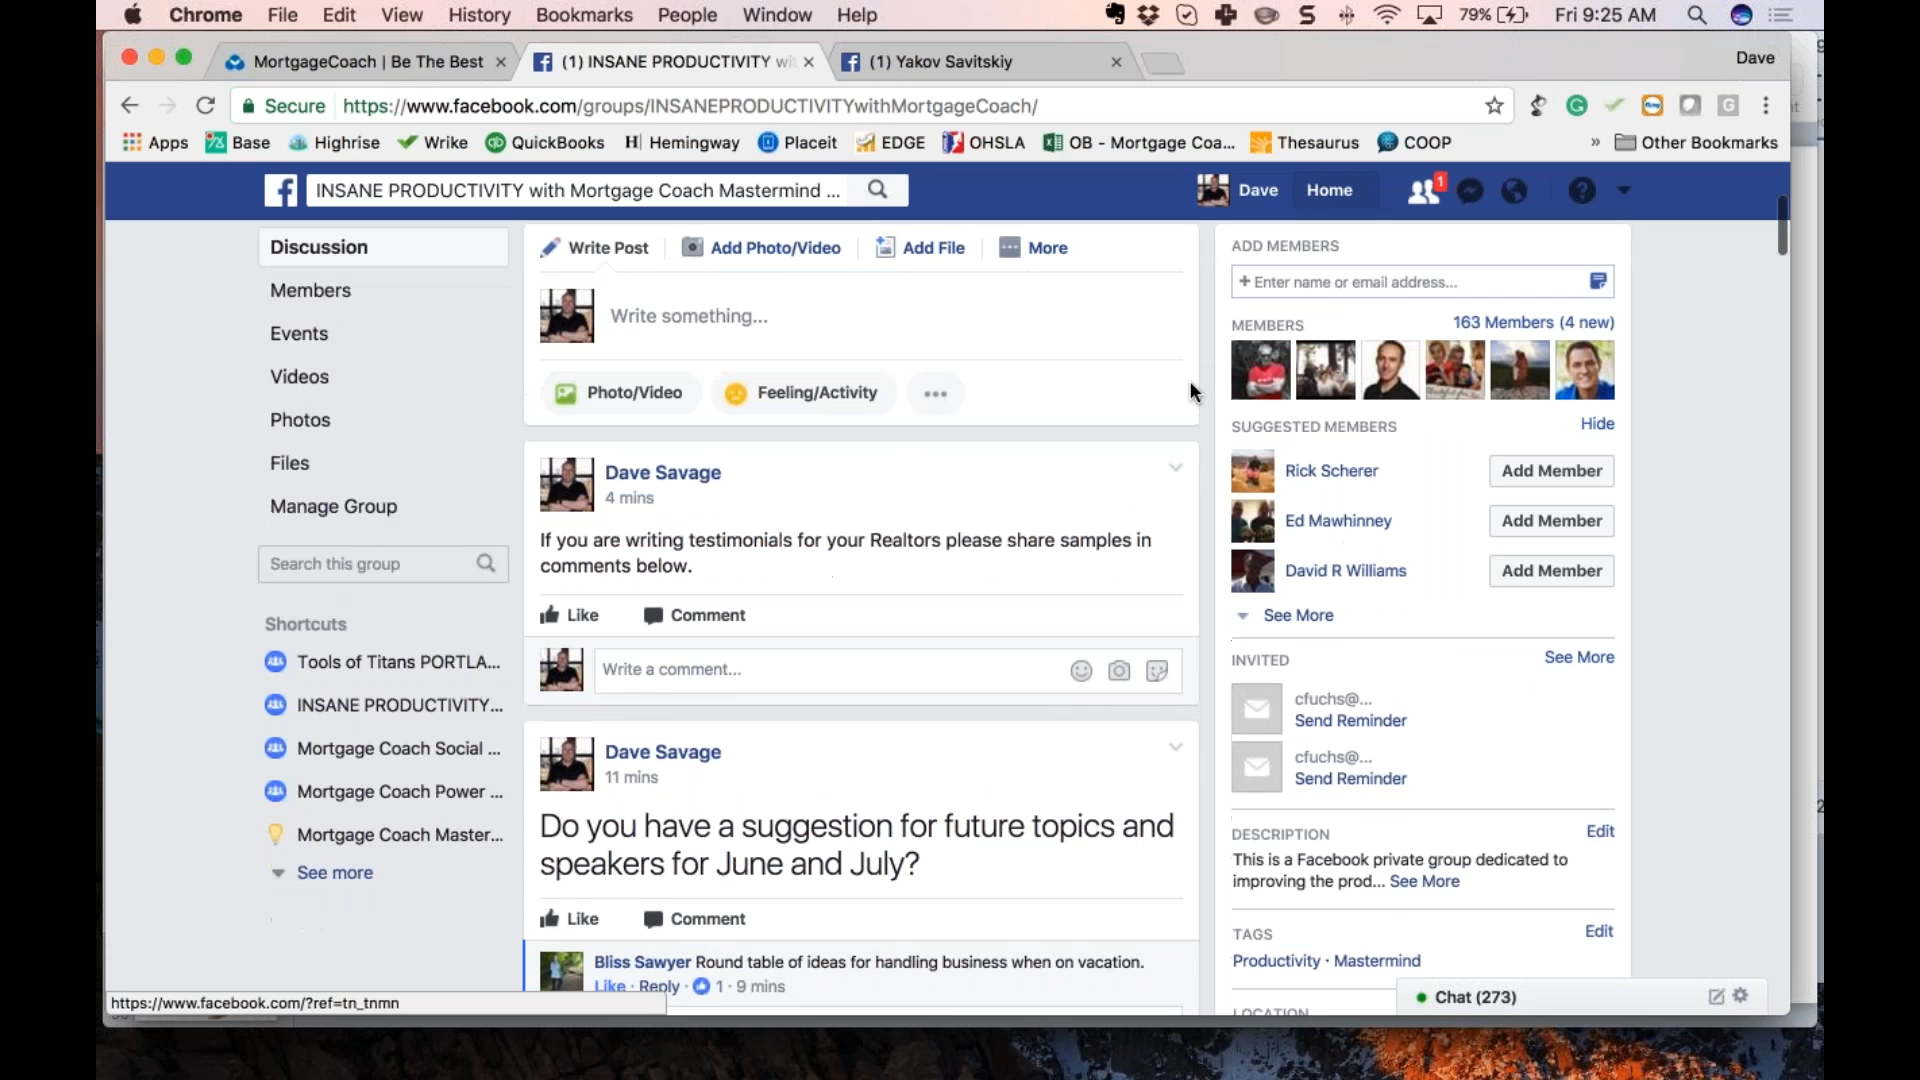 Chrome File Edit View History Bookmarks People Window Help
79% Fri 9:25 AM
MortgageCoach | Be The Best
(1) INSANE PRODUCTIVITY wit
(1) Yakov Savitskiy
Dave
Secure https://www.facebook.com/groups/INSANEPRODUCTIVITYwithMortgageCoach/
Apps Base Highrise Wrike QuickBooks Hemingway Placeit EDGE OHSLA OB - Mortgage Coa... Thesaurus COOP » Other Bookmarks
INSANE PRODUCTIVITY with Mortgage Coach Mastermind ...
Dave Home 1
Discussion
Members
Events
Videos
Photos
Files
Manage Group
Search this group
Shortcuts
Tools of Titans PORTLA...
INSANE PRODUCTIVITY...
Mortgage Coach Social ...
Mortgage Coach Power ...
Mortgage Coach Master...
See more
Write Post Add Photo/Video Add File More
Write something...
Photo/Video Feeling/Activity
Dave Savage
4 mins
If you are writing testimonials for your Realtors please share samples in
comments below.
Like Comment
Write a comment...
Dave Savage
11 mins
Do you have a suggestion for future topics and
speakers for June and July?
Like Comment
Bliss Sawyer Round table of ideas for handling business when on vacation.
Like · Reply · 1 · 9 mins
ADD MEMBERS
+ Enter name or email address...
MEMBERS 163 Members (4 new)
SUGGESTED MEMBERS Hide
Rick Scherer Add Member
Ed Mawhinney Add Member
David R Williams Add Member
See More
INVITED See More
cfuchs@...
Send Reminder
cfuchs@...
Send Reminder
DESCRIPTION Edit
This is a Facebook private group dedicated to
improving the prod... See More
TAGS Edit
Productivity · Mastermind
LOCATION
Chat (273)
https://www.facebook.com/?ref=tn_tnmn